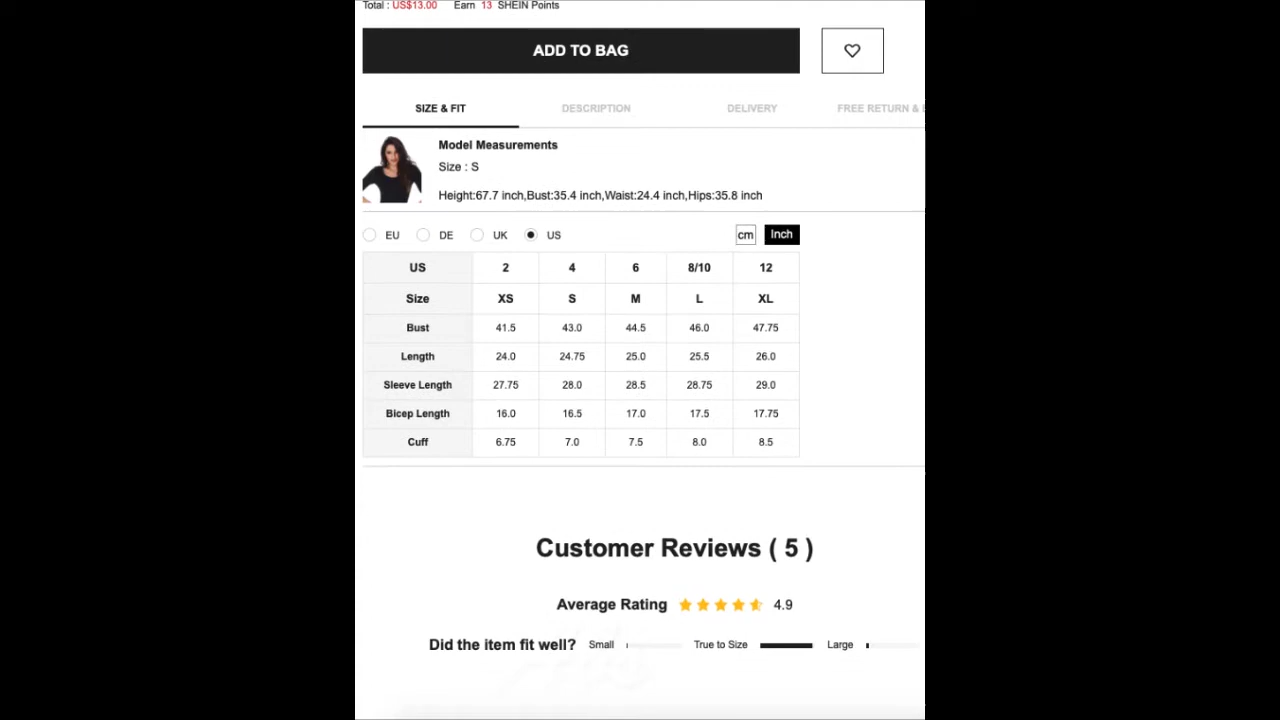 Total : US$13.00 Earn 13 SHEIN Points
ADD TO BAG
SIZE & FIT DESCRIPTION DELIVERY FREE RETURN &
Model Measurements
Size : S
Height:67.7 inch,Bust:35.4 inch,Waist:24.4 inch,Hips:35.8 inch
EU DE UK US cm Inch
US 2 4 6 8/10 12
Size XS S M L XL
Bust 41.5 43.0 44.5 46.0 47.75
Length 24.0 24.75 25.0 25.5 26.0
Sleeve Length 27.75 28.0 28.5 28.75 29.0
Bicep Length 16.0 16.5 17.0 17.5 17.75
Cuff 6.75 7.0 7.5 8.0 8.5
Customer Reviews ( 5 )
Average Rating 4.9
Did the item fit well? Small True to Size Large